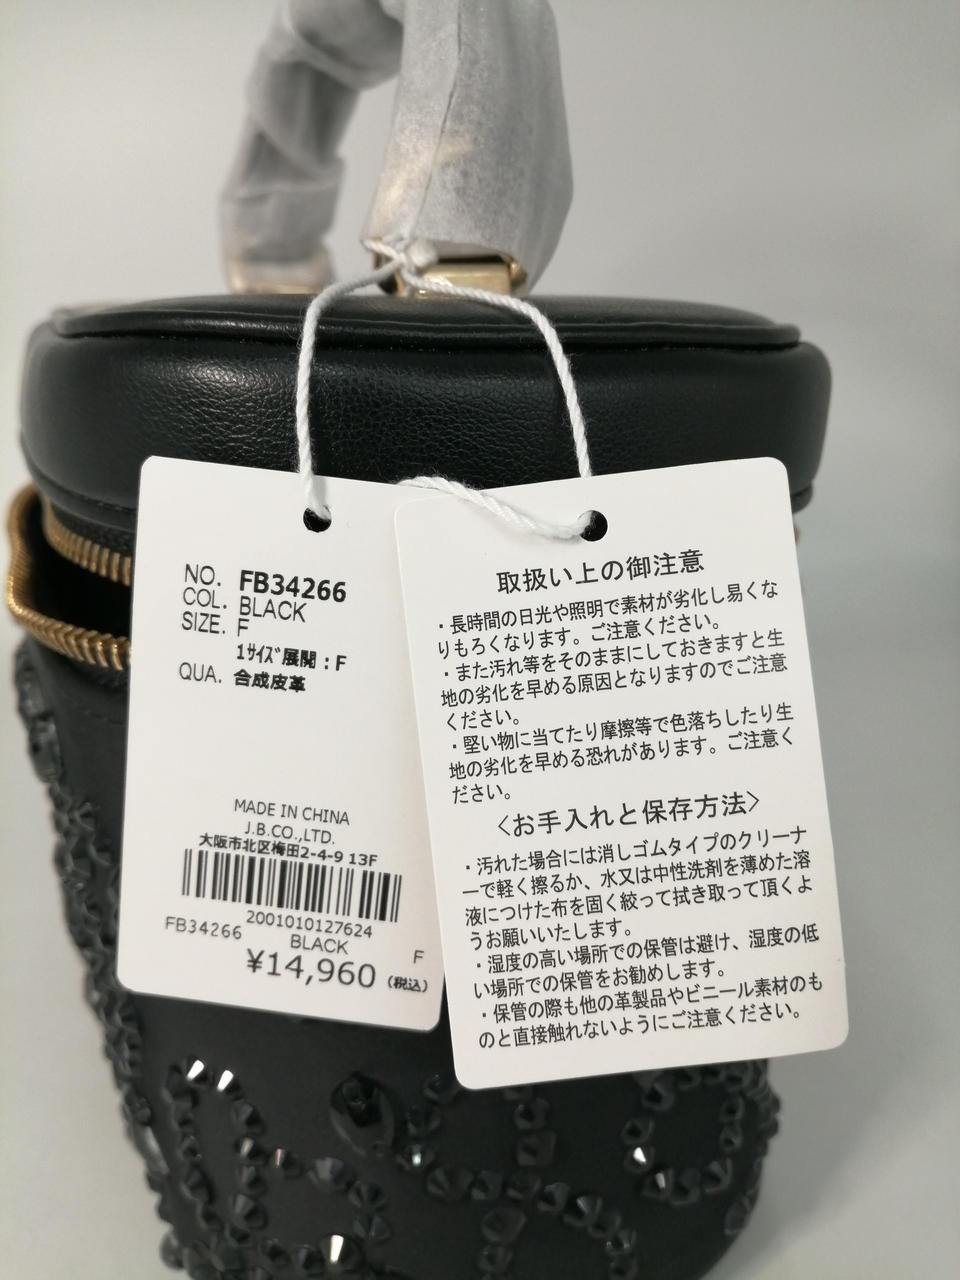 NO. FB34266
COL. BLACK
SIZE. F
1ｻｲｽﾞ展開：F
QUA. 合成皮革
MADE IN CHINA
J.B.CO.,LTD.
大阪市北区梅田2-4-9 13F
2001010127624
FB34266 BLACK F
¥14,960 (税込)
取扱い上の御注意
・長時間の日光や照明で素材が劣化し易くな
りもろくなります。ご注意ください。
・また汚れ等をそのままにしておきますと生
地の劣化を早める原因となりますのでご注意
ください。
・堅い物に当てたり摩擦等で色落ちしたり生
地の劣化を早める恐れがあります。ご注意く
ださい。
〈お手入れと保存方法〉
・汚れた場合には消しゴムタイプのクリーナ
ーで軽く擦るか、水又は中性洗剤を薄めた溶
液につけた布を固く絞って拭き取って頂くよ
うお願いいたします。
・湿度の高い場所での保管は避け、湿度の低
い場所での保管をお勧めします。
・保管の際も他の革製品やビニール素材のも
のと直接触れないようにご注意ください。